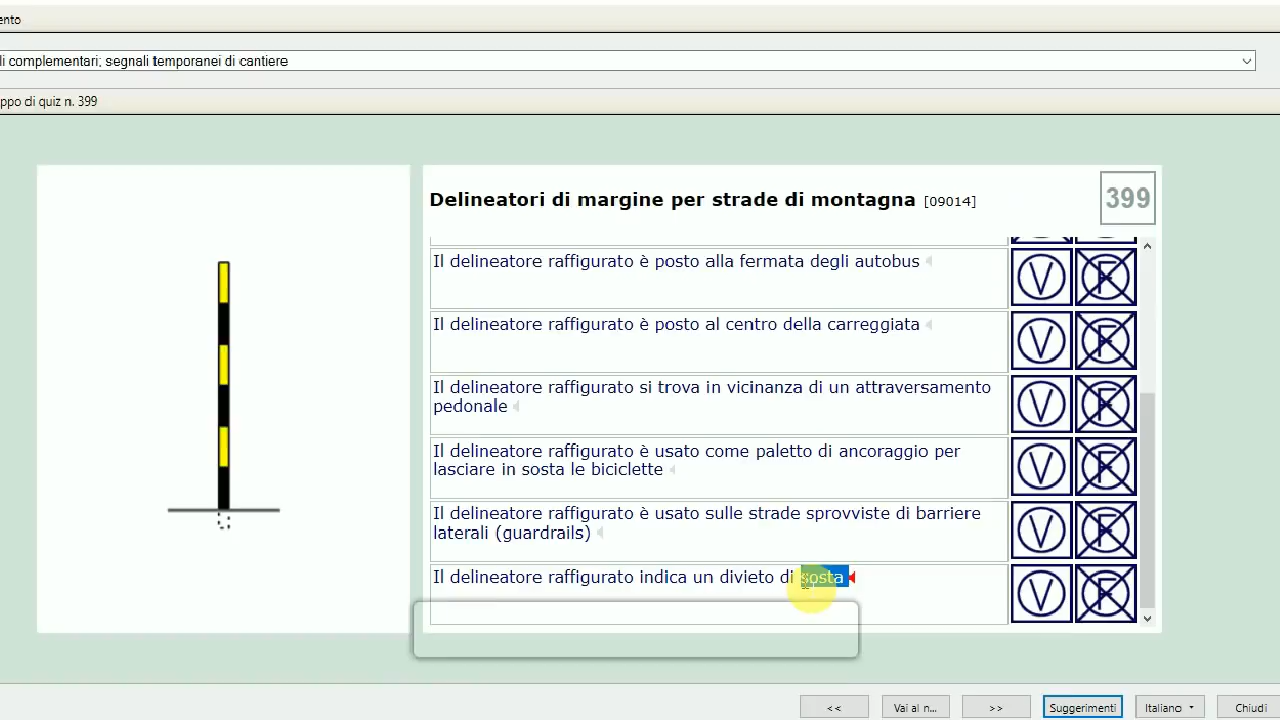 ento
li complementari; segnali temporanei di cantiere
ppo di quiz n. 399
Delineatori di margine per strade di montagna [09014]
399
Il delineatore raffigurato è posto alla fermata degli autobus
V F
Il delineatore raffigurato è posto al centro della carreggiata
V F
Il delineatore raffigurato si trova in vicinanza di un attraversamento
pedonale
V F
Il delineatore raffigurato è usato come paletto di ancoraggio per
lasciare in sosta le biciclette
V F
Il delineatore raffigurato è usato sulle strade sprovviste di barriere
laterali (guardrails)
V F
Il delineatore raffigurato indica un divieto di sosta
V F
<< Vai al n... >> Suggerimenti Italiano Chiudi